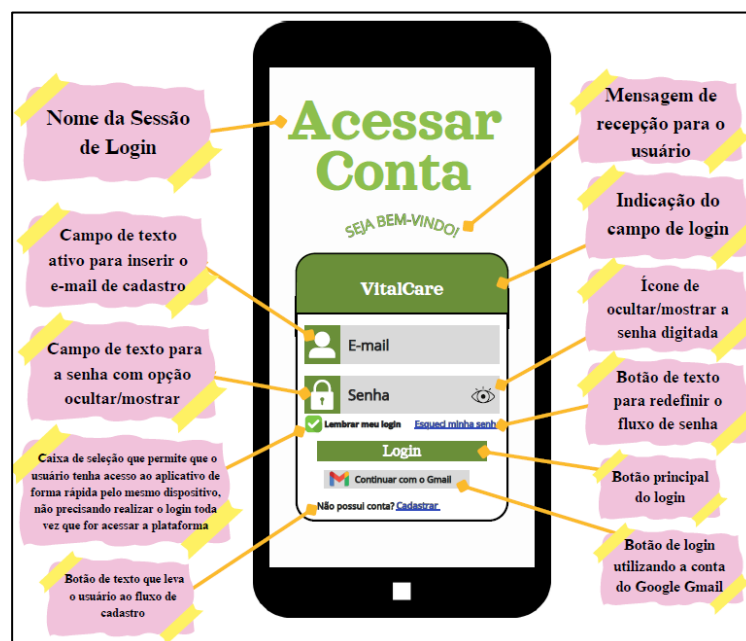 Nome da Sessão
de Login
Campo de texto
ativo para inserir o
e-mail de cadastro
Campo de texto para
a senha com opção
ocultar/mostrar
Caixa de seleção que permite que o
usuário tenha acesso ao aplicativo de
forma rápida pelo mesmo dispositivo,
não precisando realizar o login toda
vez que for acessar a plataforma
Botão de texto que leva
o usuário ao fluxo de
cadastro
Acessar
Conta
SEJA BEM-VINDO!
VitalCare
E-mail
Senha
Lembrar meu login Esqueci minha senh
Login
Continuar com o Gmail
Não possui conta? Cadastrar
Mensagem de
recepção para o
usuário
Indicação do
campo de login
Ícone de
ocultar/mostrar a
senha digitada
Botão de texto
para redefinir o
fluxo de senha
Botão principal
do login
Botão de login
utilizando a conta
do Google Gmail